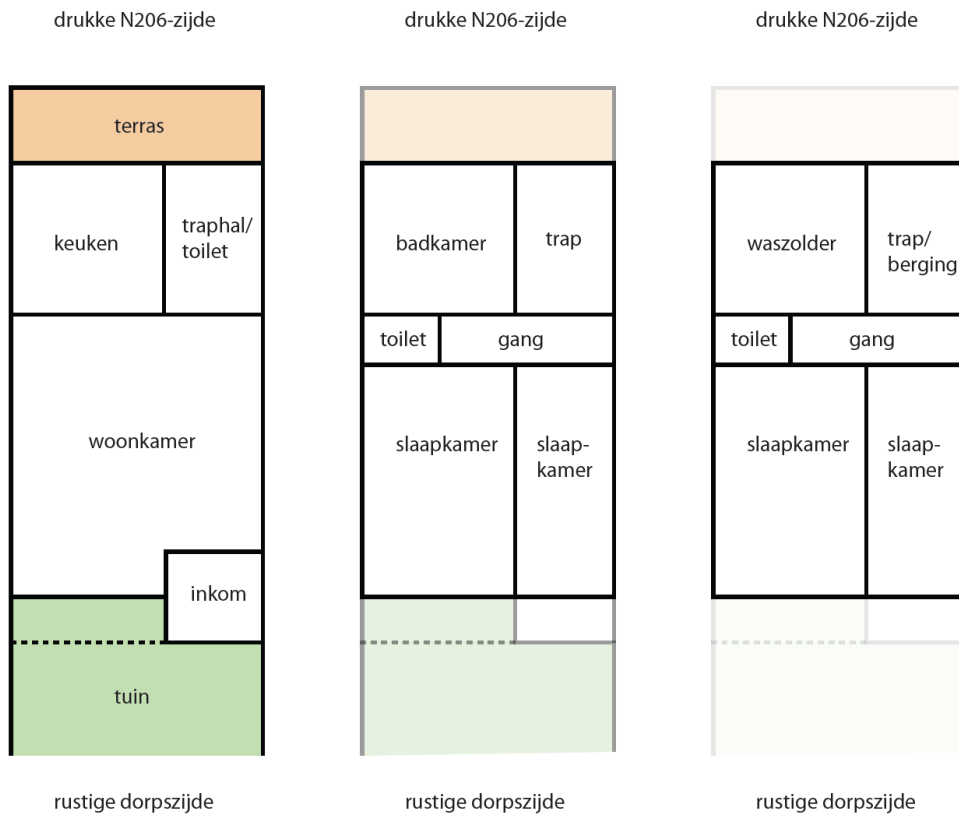 drukke N206-zijde
terras
keuken
traphal/
toilet
woonkamer
inkom
tuin
rustige dorpszijde
drukke N206-zijde
badkamer
trap
toilet
gang
slaapkamer
slaap-
kamer
rustige dorpszijde
drukke N206-zijde
waszolder
trap/
berging
toilet
gang
slaapkamer
slaap-
kamer
rustige dorpszijde